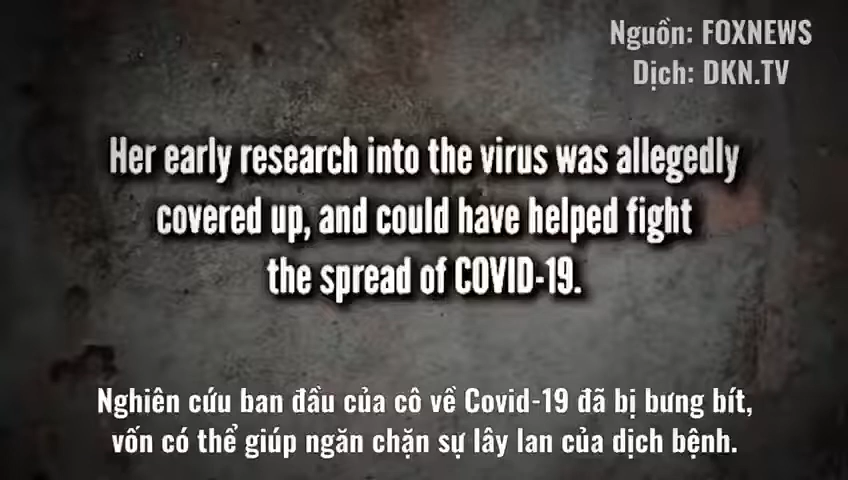 Nguồn: FOXNEWS
Dịch: DKN.TV
Her early research into the virus was allegedly
covered up, and could have helped fight
the spread of COVID-19.
Nghiên cứu ban đầu của cô về Covid-19 đã bị bưng bít,
vốn có thể giúp ngăn chặn sự lây lan của dịch bệnh.